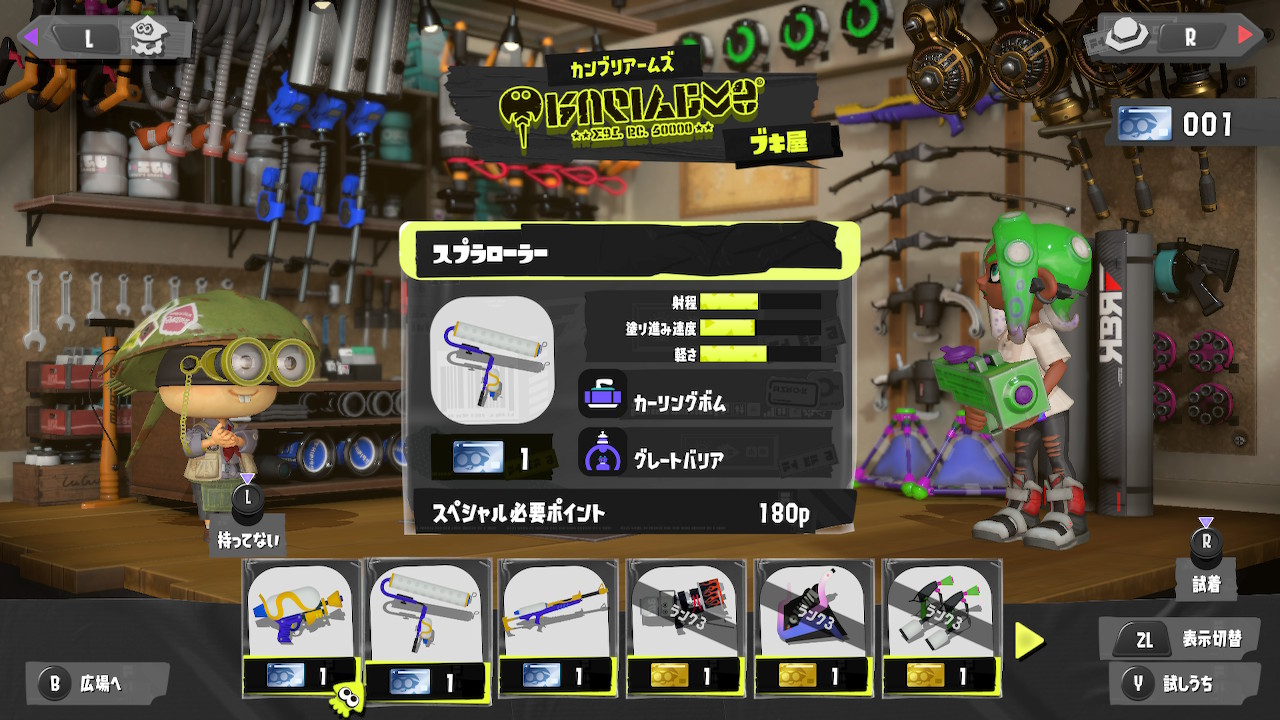 L
R
カンブリアームズ
ブキ屋
001
スプラローラー
射程
塗り進み速度
軽さ
カーリングボム
1
グレートバリア
スペシャル必要ポイント 180p
L
持ってない
R
試着
ランク3
ランク3
ランク3
1
1
1
1
1
1
ZL 表示切替
B 広場へ
Y 試しうち